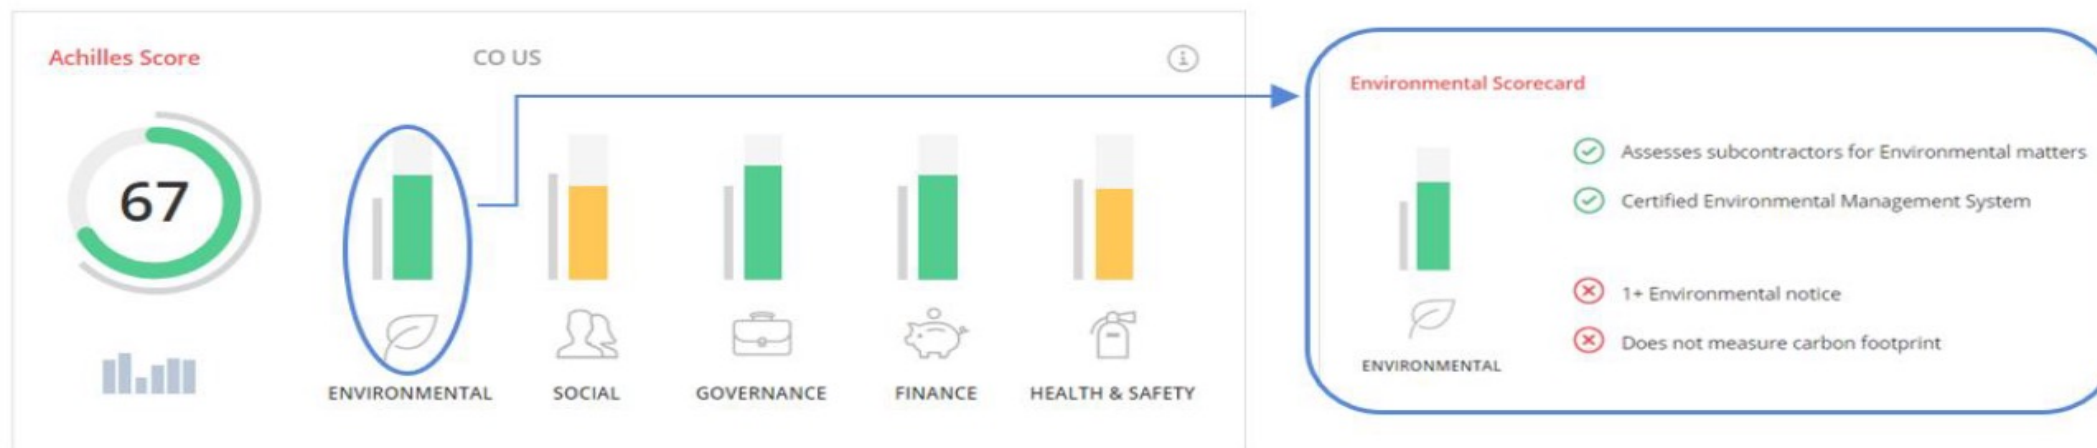 Achilles Score
CO US
67
ENVIRONMENTAL
SOCIAL
GOVERNANCE
FINANCE
HEALTH & SAFETY
Environmental Scorecard
Assesses subcontractors for Environmental matters
Certified Environmental Management System
1+ Environmental notice
Does not measure carbon footprint
ENVIRONMENTAL